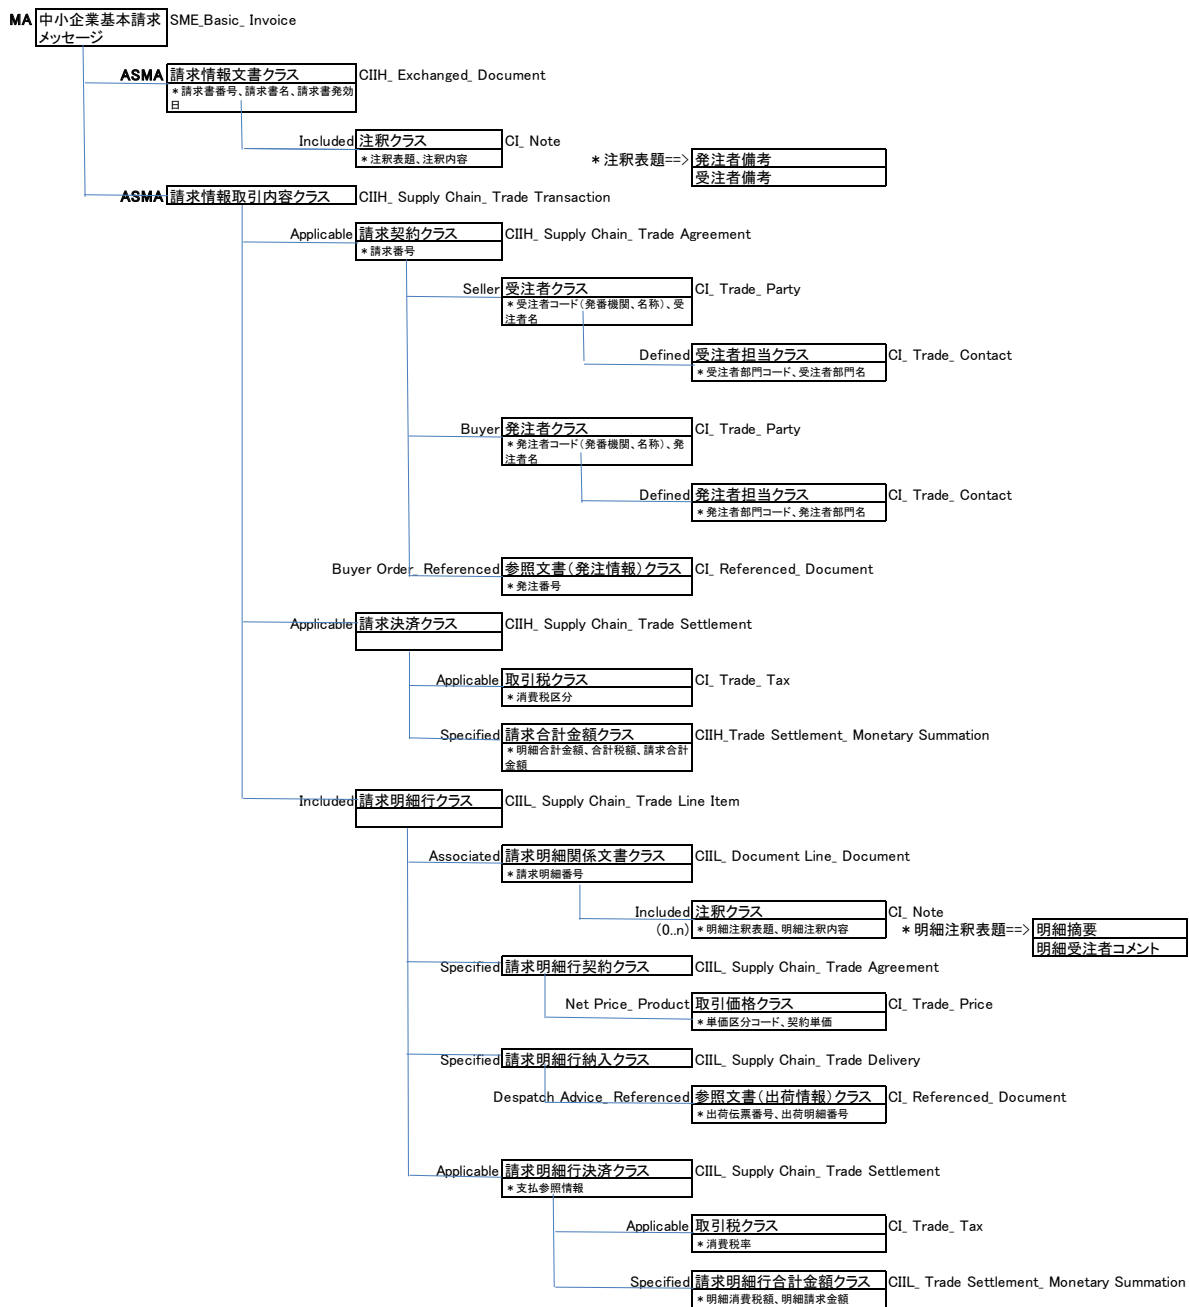 MA 中小企業基本請求 SME_Basic_ Invoice
メッセージ
ASMA 請求情報文書クラス CIIH_ Exchanged_ Document
*請求書番号、請求書名、請求書発効
日
Included 注釈クラス CI_ Note
*注釈表題、注釈内容 *注釈表題==> 発注者備考
受注者備考
ASMA 請求情報取引内容クラス CIIH_ Supply Chain_ Trade Transaction
Applicable 請求契約クラス CIIH_ Supply Chain_ Trade Agreement
*請求番号
Seller 受注者クラス CI_ Trade_ Party
*受注者コード(発番機関、名称)、受
注者名
Defined 受注者担当クラス CI_ Trade_ Contact
*受注者部門コード、受注者部門名
Buyer 発注者クラス CI_ Trade_ Party
*発注者コード(発番機関、名称)、発
注者名
Defined 発注者担当クラス CI_ Trade_ Contact
*発注者部門コード、発注者部門名
Buyer Order_ Referenced 参照文書(発注情報)クラス CI_ Referenced_ Document
*発注番号
Applicable 請求決済クラス CIIH_ Supply Chain_ Trade Settlement
Applicable 取引税クラス CI_ Trade_ Tax
*消費税区分
Specified 請求合計金額クラス CIIH_Trade Settlement_ Monetary Summation
*明細合計金額、合計税額、請求合計
金額
Included 請求明細行クラス CIIL_ Supply Chain_ Trade Line Item
Associated 請求明細関係文書クラス CIIL_ Document Line_ Document
*請求明細番号
Included 注釈クラス CI_ Note
(0..n) *明細注釈表題、明細注釈内容 *明細注釈表題==> 明細摘要
明細受注者コメント
Specified 請求明細行契約クラス CIIL_ Supply Chain_ Trade Agreement
Net Price_ Product 取引価格クラス CI_ Trade_ Price
*単価区分コード、契約単価
Specified 請求明細行納入クラス CIIL_ Supply Chain_ Trade Delivery
Despatch Advice_ Referenced 参照文書(出荷情報)クラス CI_ Referenced_ Document
*出荷伝票番号、出荷明細番号
Applicable 請求明細行決済クラス CIIL_ Supply Chain_ Trade Settlement
*支払参照情報
Applicable 取引税クラス CI_ Trade_ Tax
*消費税率
Specified 請求明細行合計金額クラス CIIL_ Trade Settlement_ Monetary Summation
*明細消費税額、明細請求金額